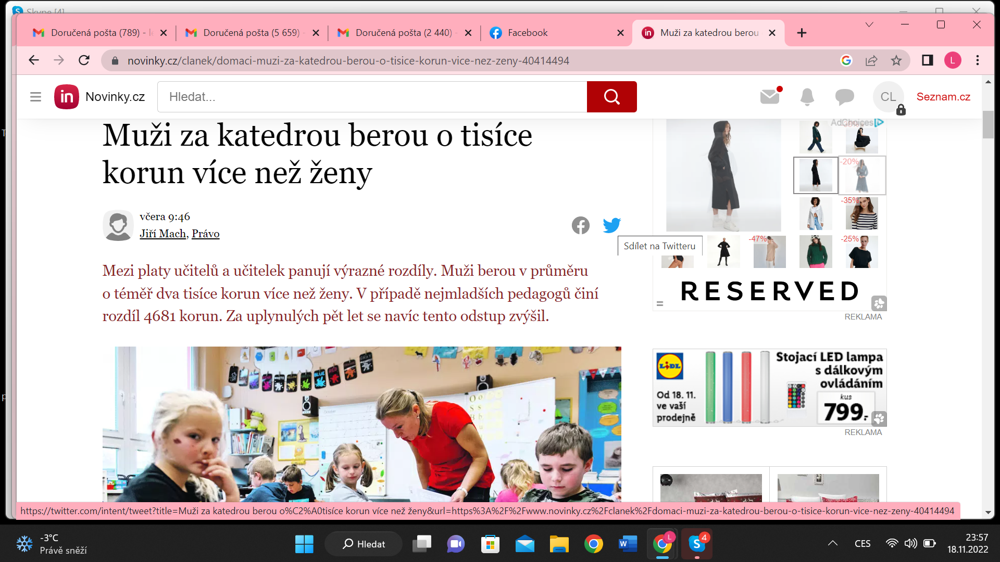 Skype [4]
Doručená pošta (789) -
Doručená pošta (5 659) -
Doručená pošta (2 440) -
Facebook
Muži za katedrou berou
novinky.cz/clanek/domaci-muzi-za-katedrou-berou-o-tisice-korun-vice-nez-zeny-40414494
L
in
Novinky.cz
Hledat...
CL
Seznam.cz
Muži za katedrou berou o tisíce
korun více než ženy
včera 9:46
Jiří Mach, Právo
Sdílet na Twitteru
Mezi platy učitelů a učitelek panují výrazné rozdíly. Muži berou v průměru
o téměř dva tisíce korun více než ženy. V případě nejmladších pedagogů činí
rozdíl 4681 korun. Za uplynulých pět let se navíc tento odstup zvýšil.
AdChoices
-20%
-35%
-47%
-25%
RESERVED
REKLAMA
LIDL
Od 18. 11.
ve vaší
prodejně
Stojací LED lampa
s dálkovým
ovládáním
kus
799.-
REKLAMA
https://twitter.com/intent/tweet?title=Muži za katedrou berou o%C2%A0tisíce korun více než ženy&url=https%3A%2F%2Fwww.novinky.cz%2Fclanek%2Fdomaci-muzi-za-katedrou-berou-o-tisice-korun-vice-nez-zeny-40414494
-3°C
Právě sněží
Hledat
L
4
CES
23:57
18.11.2022